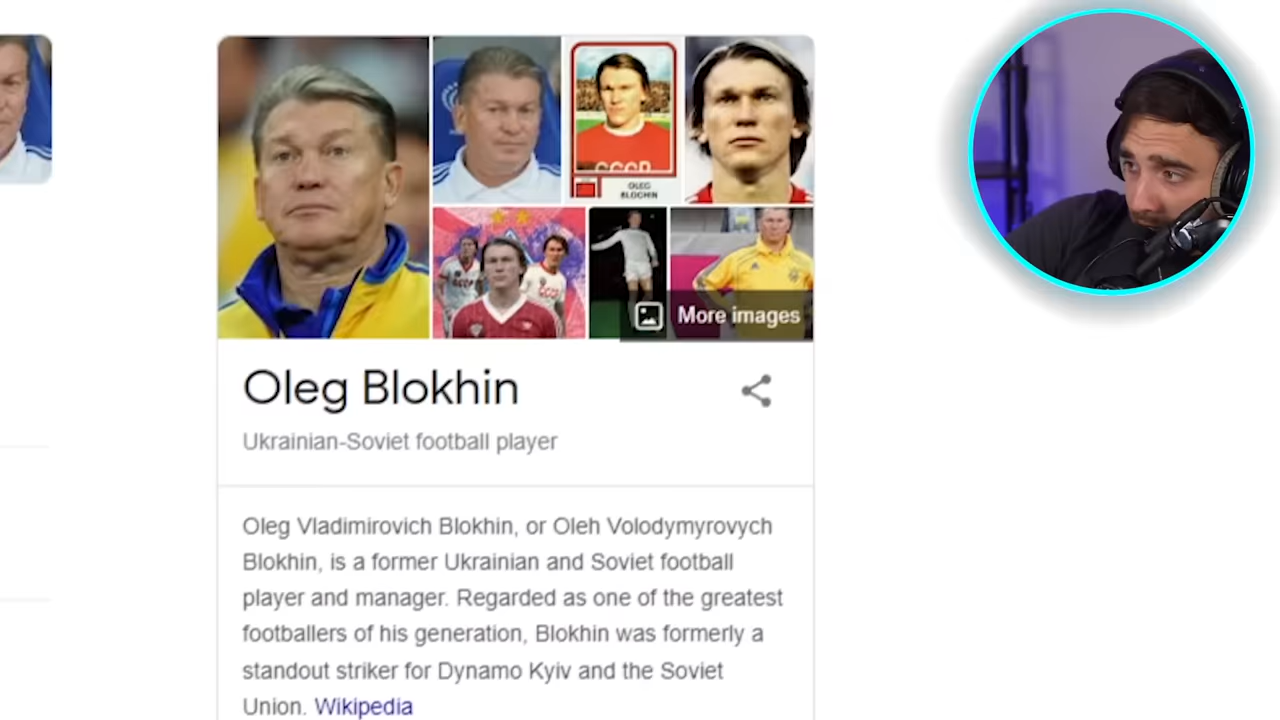 CCCP
OLEG
BLOCHIN
More images
Oleg Blokhin
Ukrainian-Soviet football player
Oleg Vladimirovich Blokhin, or Oleh Volodymyrovych
Blokhin, is a former Ukrainian and Soviet football
player and manager. Regarded as one of the greatest
footballers of his generation, Blokhin was formerly a
standout striker for Dynamo Kyiv and the Soviet
Union. Wikipedia